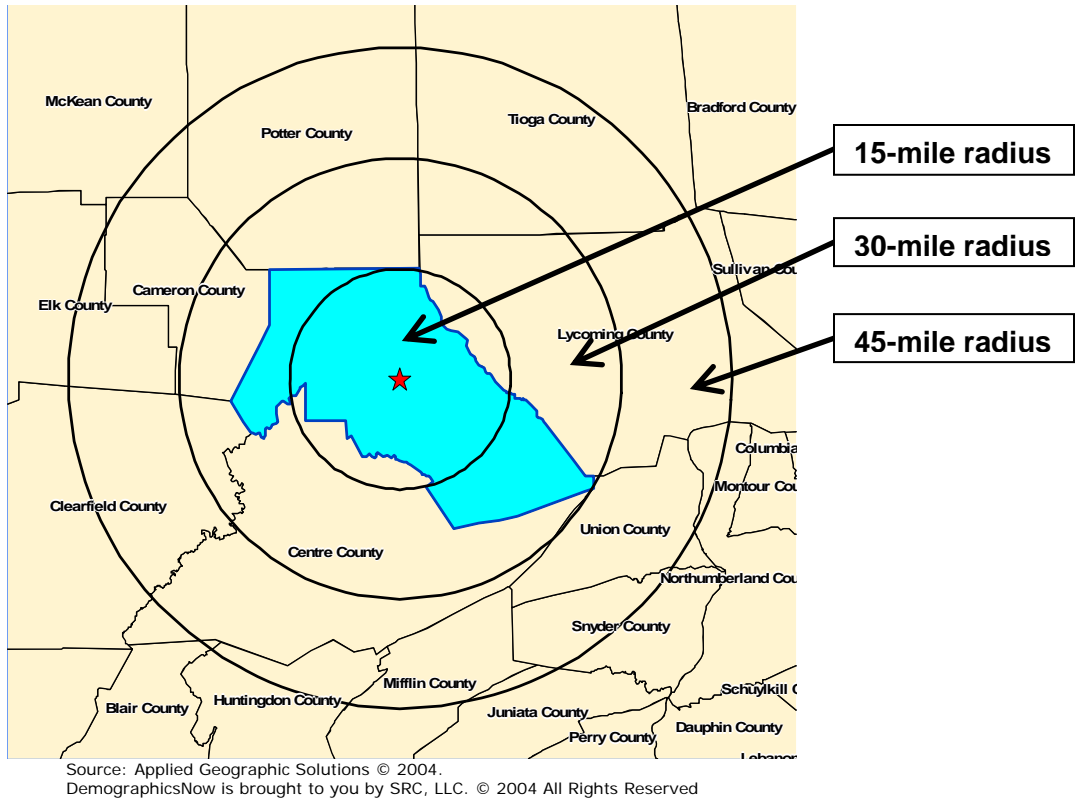 McKean County
Potter County
Tioga County
Bradford County
15-mile radius
30-mile radius
Sullivan Cou
Cameron County
Elk County
Lycoming County
45-mile radius
Columbia
Montour Cou
Clearfield County
Union County
Centre County
Northumberland Cou
Snyder County
Mifflin County
Schuylkill C
Huntingdon County
Blair County
Juniata County
Dauphin County
Perry County
Lebanon
Source: Applied Geographic Solutions © 2004.
DemographicsNow is brought to you by SRC, LLC. © 2004 All Rights Reserved